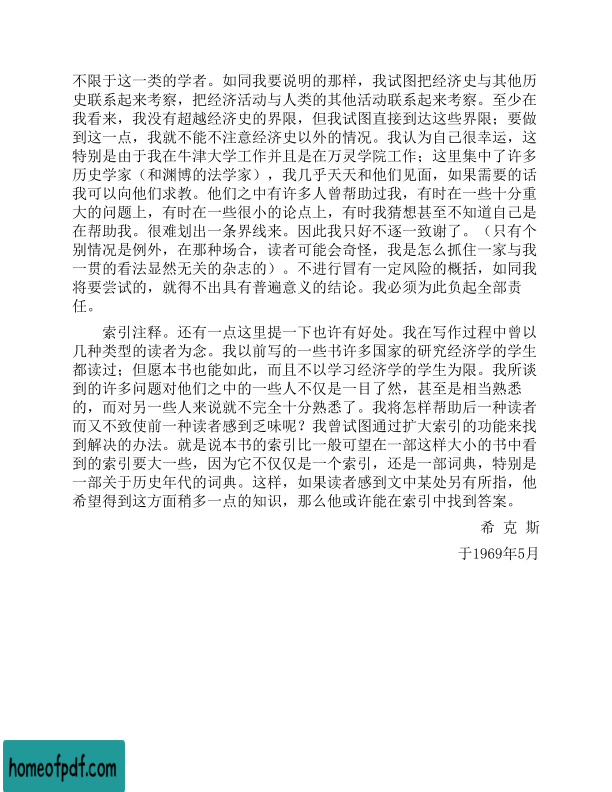 不限于这一类的学者。如同我要说明的那样，我试图把经济史与其他历
史联系起来考察，把经济活动与人类的其他活动联系起来考察。至少在
我看来，我没有超越经济史的界限，但我试图直接到达这些界限；要做
到这一点，我就不能不注意经济史以外的情况。我认为自己很幸运，这
特别是由于我在牛津大学工作并且是在万灵学院工作；这里集中了许多
历史学家（和渊博的法学家），我几乎天天和他们见面，如果需要的话
我可以向他们求教。他们之中有许多人曾帮助过我，有时在一些十分重
大的问题上，有时在一些很小的论点上，有时我猜想甚至不知道自己是
在帮助我。很难划出一条界线来。因此我只好不逐一致谢了。（只有个
别情况是例外，在那种场合，读者可能会奇怪，我是怎么抓住一家与我
一贯的看法显然无关的杂志的）。不进行冒有一定风险的概括，如同我
将要尝试的，就得不出具有普遍意义的结论。我必须为此负起全部责
任。
索引注释。还有一点这里提一下也许有好处。我在写作过程中曾以
几种类型的读者为念。我以前写的一些书许多国家的研究经济学的学生
都读过；但愿本书也能如此，而且不以学习经济学的学生为限。我所谈
到的许多问题对他们之中的一些人不仅是一目了然，甚至是相当熟悉
的，而对另一些人来说就不完全十分熟悉了。我将怎样帮助后一种读者
而又不致使前一种读者感到乏味呢？我曾试图通过扩大索引的功能来找
到解决的办法。就是说本书的索引比一般可望在一部这样大小的书中看
到的索引要大一些，因为它不仅仅是一个索引，还是一部词典，特别是
一部关于历史年代的词典。这样，如果读者感到文中某处另有所指，他
希望得到这方面稍多一点的知识，那么他或许能在索引中找到答案。
希 克 斯
于1969年5月
homeofpdf.com